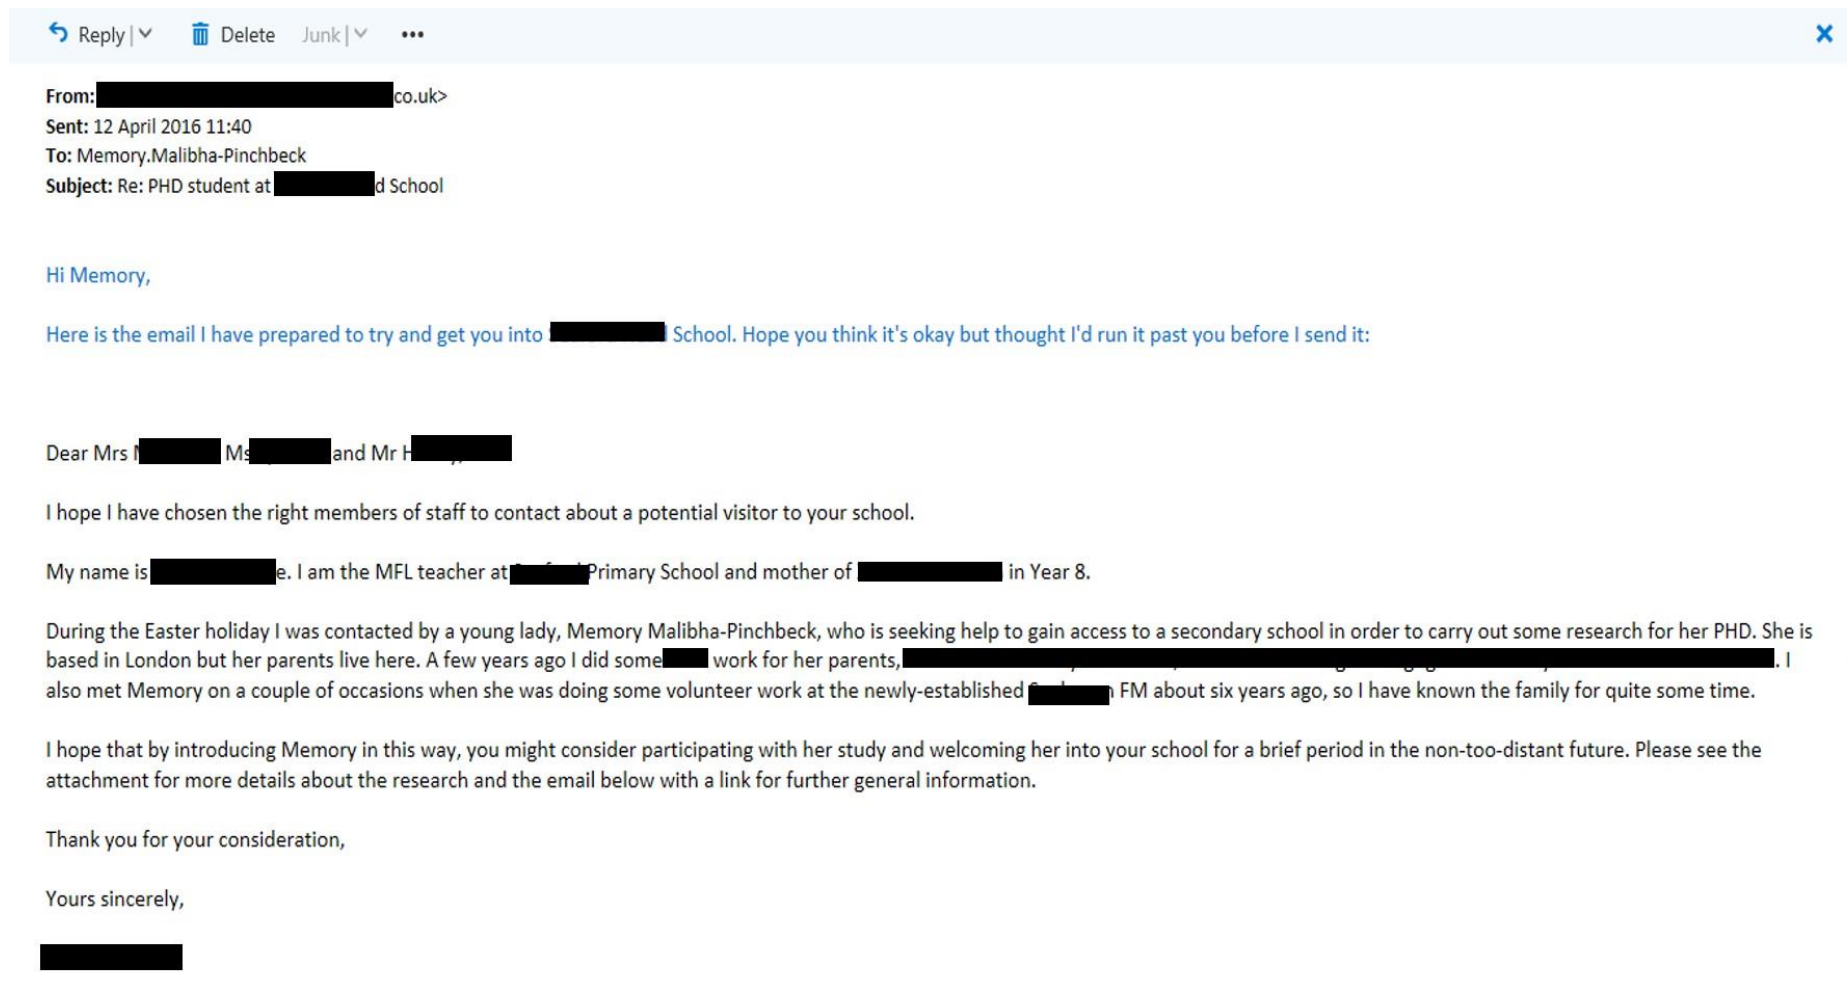 Reply | Delete Junk | ...
From: co.uk>
Sent: 12 April 2016 11:40
To: Memory.Malibha-Pinchbeck
Subject: Re: PHD student at d School
Hi Memory,
Here is the email I have prepared to try and get you into School. Hope you think it's okay but thought I'd run it past you before I send it:
Dear Mrs Ms and Mr H
I hope I have chosen the right members of staff to contact about a potential visitor to your school.
My name is e. I am the MFL teacher at Primary School and mother of in Year 8.
During the Easter holiday I was contacted by a young lady, Memory Malibha-Pinchbeck, who is seeking help to gain access to a secondary school in order to carry out some research for her PHD. She is
based in London but her parents live here. A few years ago I did some work for her parents, . I
also met Memory on a couple of occasions when she was doing some volunteer work at the newly-established FM about six years ago, so I have known the family for quite some time.
I hope that by introducing Memory in this way, you might consider participating with her study and welcoming her into your school for a brief period in the non-too-distant future. Please see the
attachment for more details about the research and the email below with a link for further general information.
Thank you for your consideration,
Yours sincerely,